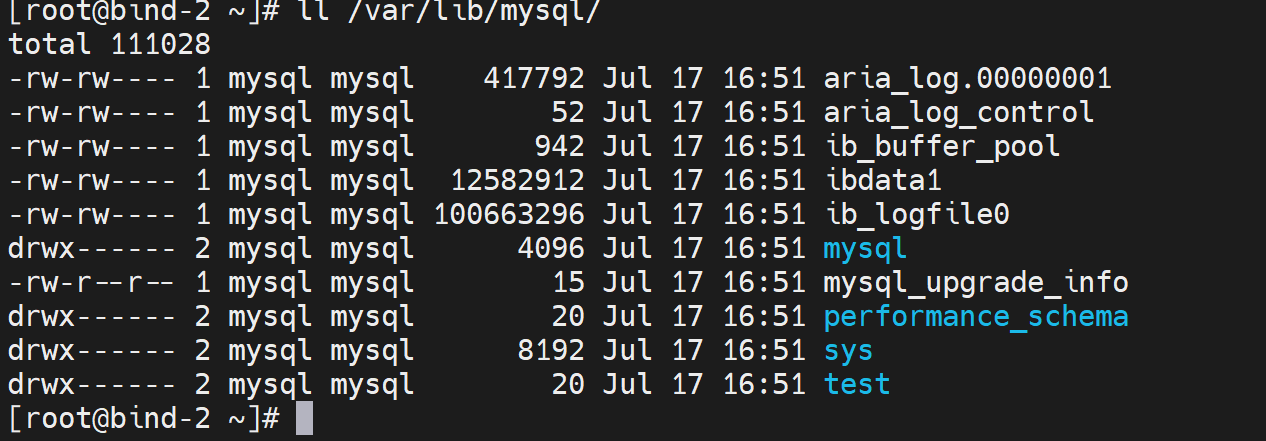 [root@bind-2 ~]# ll /var/lib/mysql/
total 111028
-rw-rw---- 1 mysql mysql    417792 Jul 17 16:51 aria_log.00000001
-rw-rw---- 1 mysql mysql        52 Jul 17 16:51 aria_log_control
-rw-rw---- 1 mysql mysql       942 Jul 17 16:51 ib_buffer_pool
-rw-rw---- 1 mysql mysql  12582912 Jul 17 16:51 ibdata1
-rw-rw---- 1 mysql mysql 100663296 Jul 17 16:51 ib_logfile0
drwx------ 2 mysql mysql      4096 Jul 17 16:51 mysql
-rw-r--r-- 1 mysql mysql        15 Jul 17 16:51 mysql_upgrade_info
drwx------ 2 mysql mysql        20 Jul 17 16:51 performance_schema
drwx------ 2 mysql mysql      8192 Jul 17 16:51 sys
drwx------ 2 mysql mysql        20 Jul 17 16:51 test
[root@bind-2 ~]#